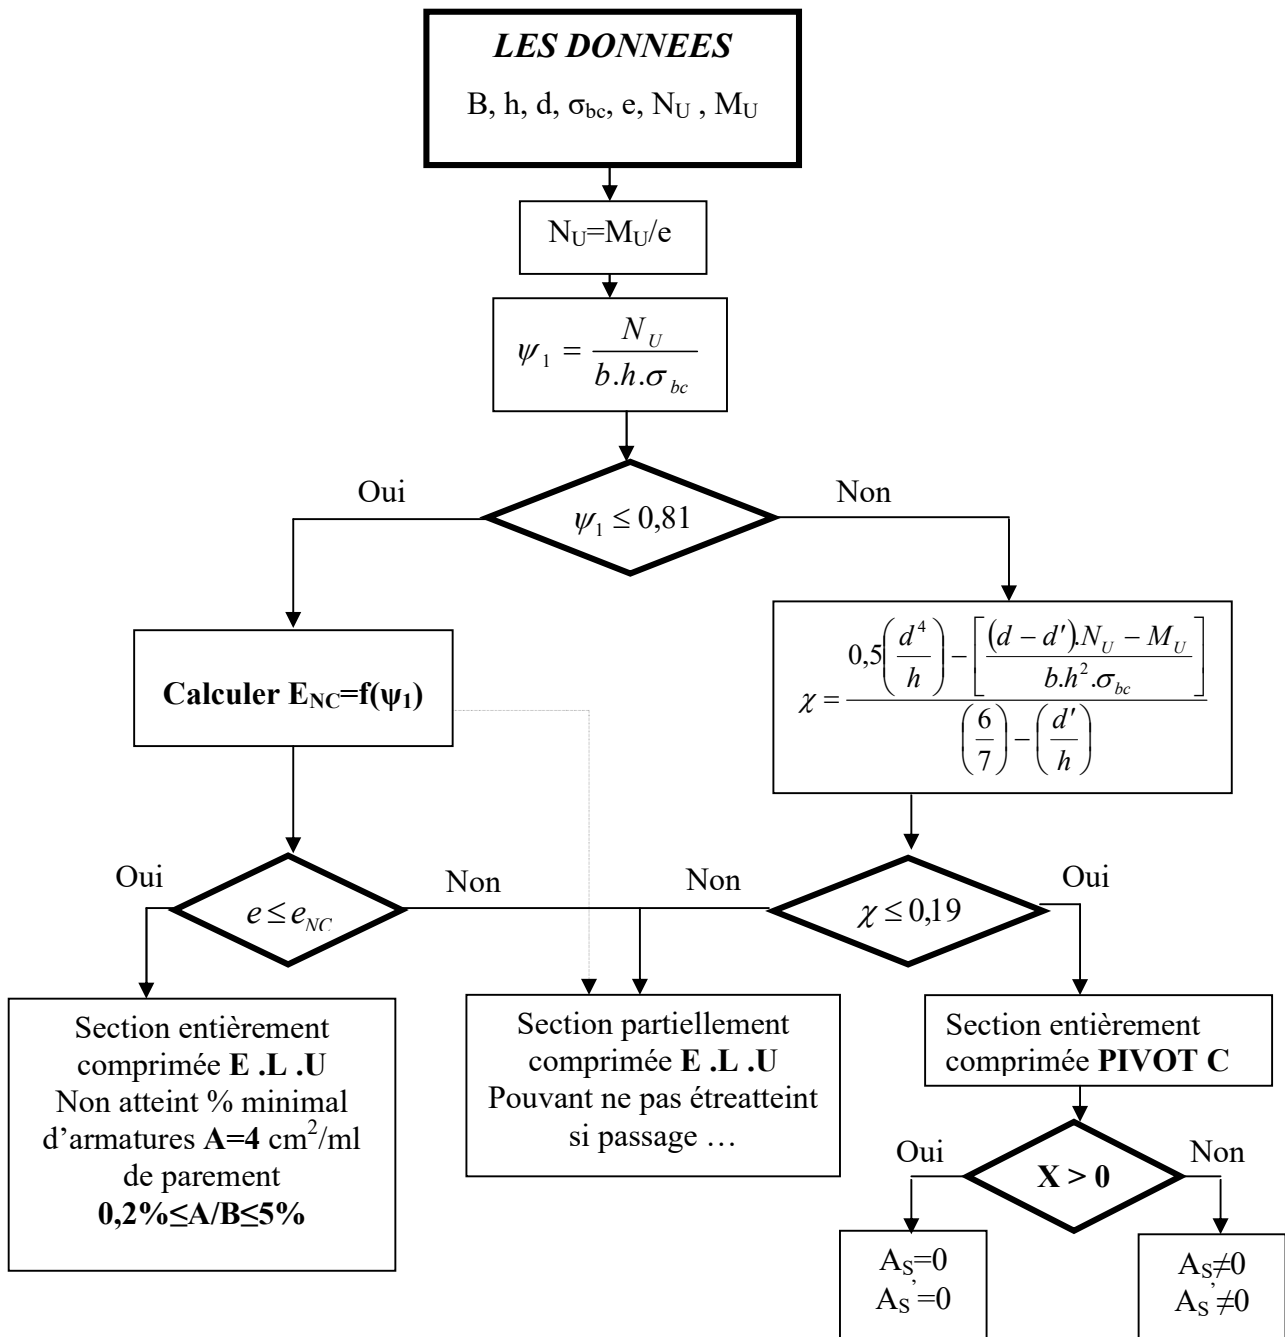 LES DONNEES
B, h, d, σbc, e, NU , MU
NU=MU/e
ψ1 = NU / b.h.σbc
Oui
Non
ψ1 ≤ 0,81
Calculer ENC=f(ψ1)
χ = (0,5(d^4/h) − [((d − d′).NU − MU)/(b.h².σbc)]) / ((6/7) − (d′/h))
Oui
Non
Non
Oui
e ≤ eNC
χ ≤ 0,19
Section entièrement
comprimée E .L .U
Non atteint % minimal
d’armatures A=4 cm²/ml
de parement
0,2%≤A/B≤5%
Section partiellement
comprimée E .L .U
Pouvant ne pas étreatteint
si passage …
Section entièrement
comprimée PIVOT C
Oui
Non
X > 0
AS=0
AS’=0
AS≠0
AS’≠0